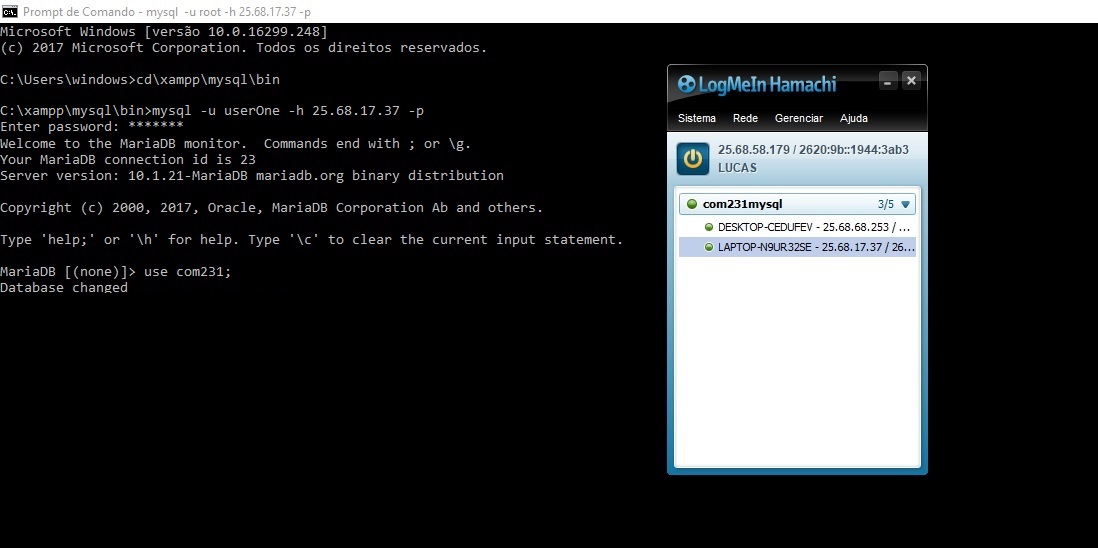 Prompt de Comando - mysql -u root -h 25.68.17.37 -p
Microsoft Windows [versão 10.0.16299.248]
(c) 2017 Microsoft Corporation. Todos os direitos reservados.
C:\Users\windows>cd\xampp\mysql\bin
C:\xampp\mysql\bin>mysql -u userOne -h 25.68.17.37 -p
Enter password: *******
Welcome to the MariaDB monitor.  Commands end with ; or \g.
Your MariaDB connection id is 23
Server version: 10.1.21-MariaDB mariadb.org binary distribution
Copyright (c) 2000, 2017, Oracle, MariaDB Corporation Ab and others.
Type 'help;' or '\h' for help. Type '\c' to clear the current input statement.
MariaDB [(none)]> use com231;
Database changed
LogMeIn Hamachi
Sistema Rede Gerenciar Ajuda
25.68.58.179 / 2620:9b::1944:3ab3
LUCAS
com231mysql 3/5
DESKTOP-CEDUFEV - 25.68.68.253 / ...
LAPTOP-N9UR32SE - 25.68.17.37 / 26...